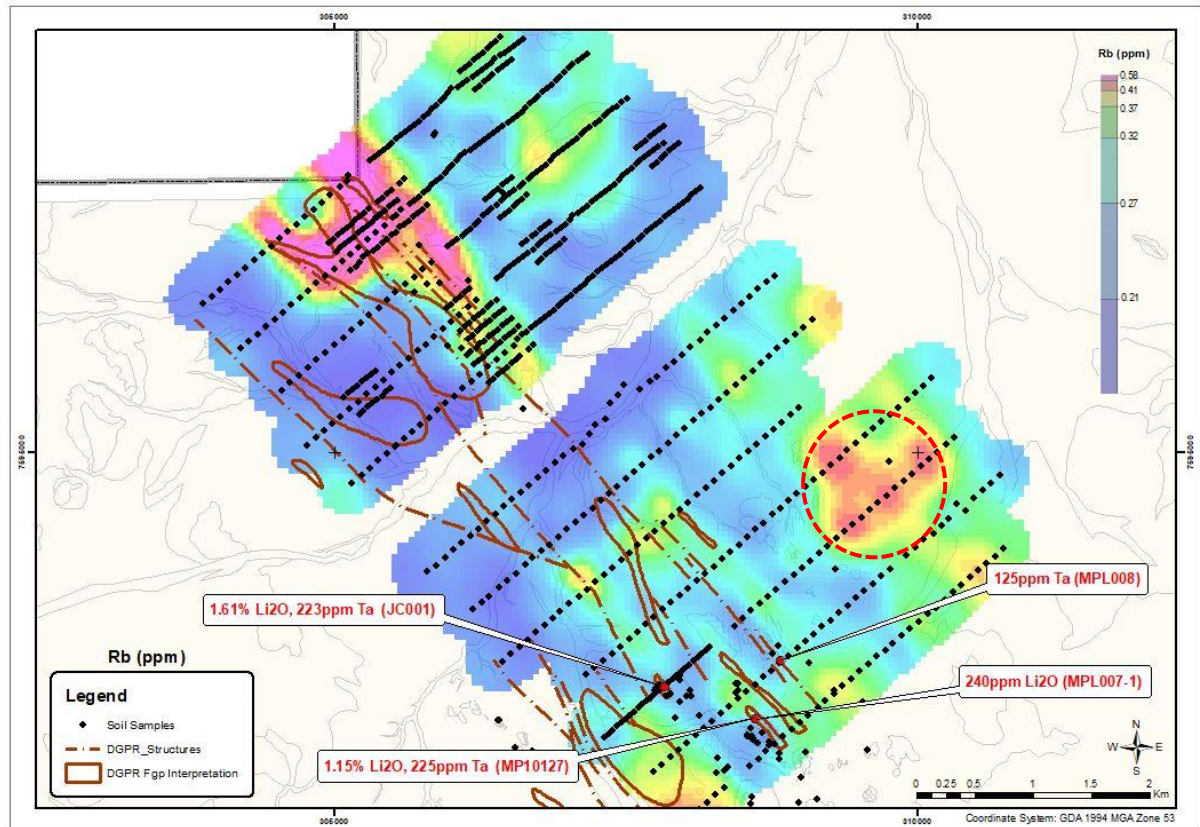 305000
310000
Rb (ppm)
0.58
0.41
0.37
0.32
0.27
0.21
7595000
7595000
125ppm Ta (MPL008)
1.61% Li2O, 223ppm Ta (JC001)
240ppm Li2O (MPL007-1)
1.15% Li2O, 225ppm Ta (MP10127)
Rb (ppm)
Legend
Soil Samples
DGPR_Structures
DGPR Fgp Interpretation
N
W E
S
0 0.25 0.5 1 1.5 2
Km
305000
310000
Coordinate System: GDA 1994 MGA Zone 53